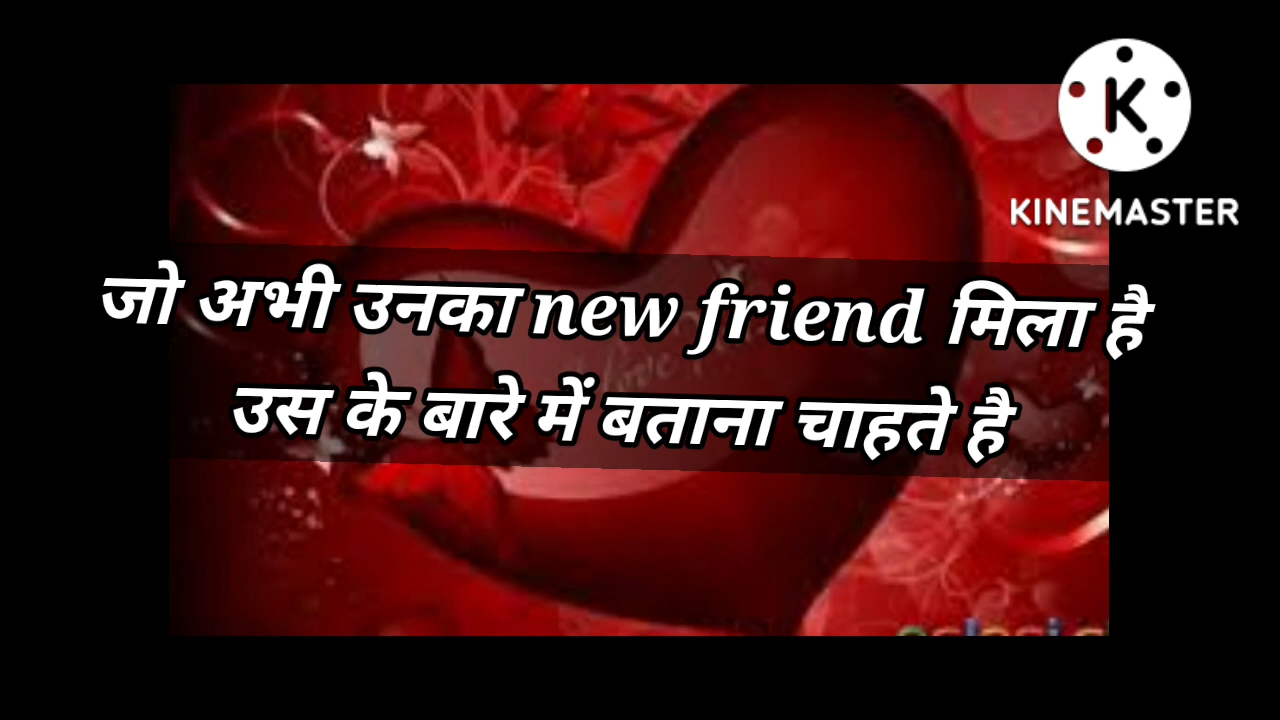 KINEMASTER
जो अभी उनका new friend मिला है
उस के बारे में बताना चाहते है